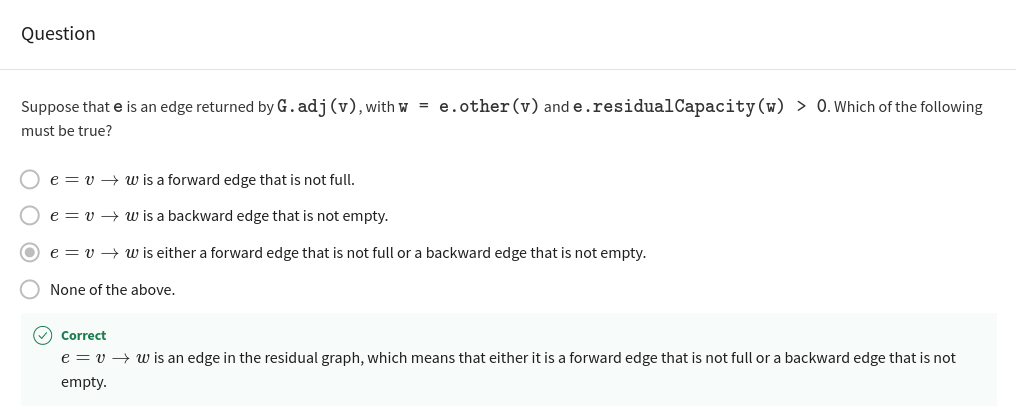 Question
Suppose that e is an edge returned by G.adj(v), with w = e.other(v) and e.residualCapacity(w) > 0. Which of the following
must be true?
e = v → w is a forward edge that is not full.
e = v → w is a backward edge that is not empty.
e = v → w is either a forward edge that is not full or a backward edge that is not empty.
None of the above.
Correct
e = v → w is an edge in the residual graph, which means that either it is a forward edge that is not full or a backward edge that is not
empty.